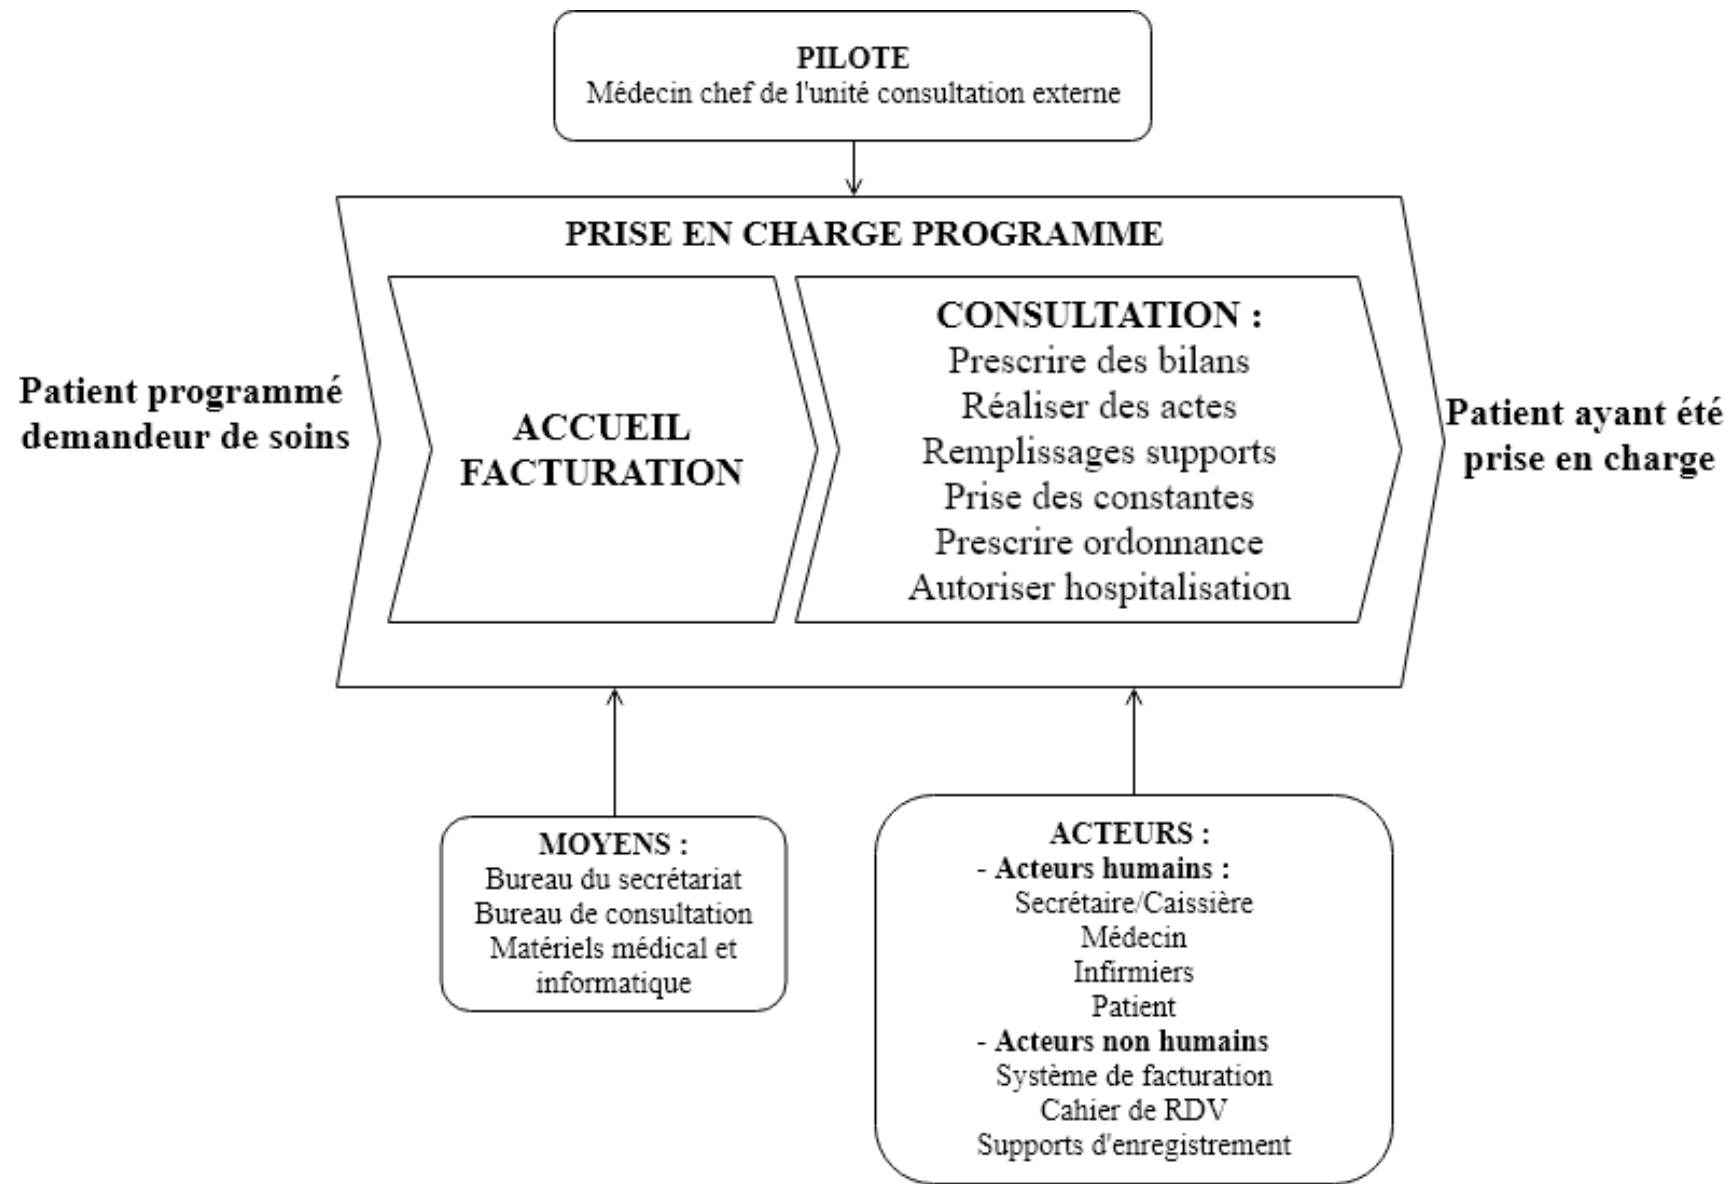 PILOTE
Médecin chef de l'unité consultation externe
PRISE EN CHARGE PROGRAMME
Patient programmé
demandeur de soins
ACCUEIL
FACTURATION
CONSULTATION :
Prescrire des bilans
Réaliser des actes
Remplissages supports
Prise des constantes
Prescrire ordonnance
Autoriser hospitalisation
Patient ayant été
prise en charge
MOYENS :
Bureau du secrétariat
Bureau de consultation
Matériels médical et
informatique
ACTEURS :
- Acteurs humains :
Secrétaire/Caissière
Médecin
Infirmiers
Patient
- Acteurs non humains
Système de facturation
Cahier de RDV
Supports d'enregistrement